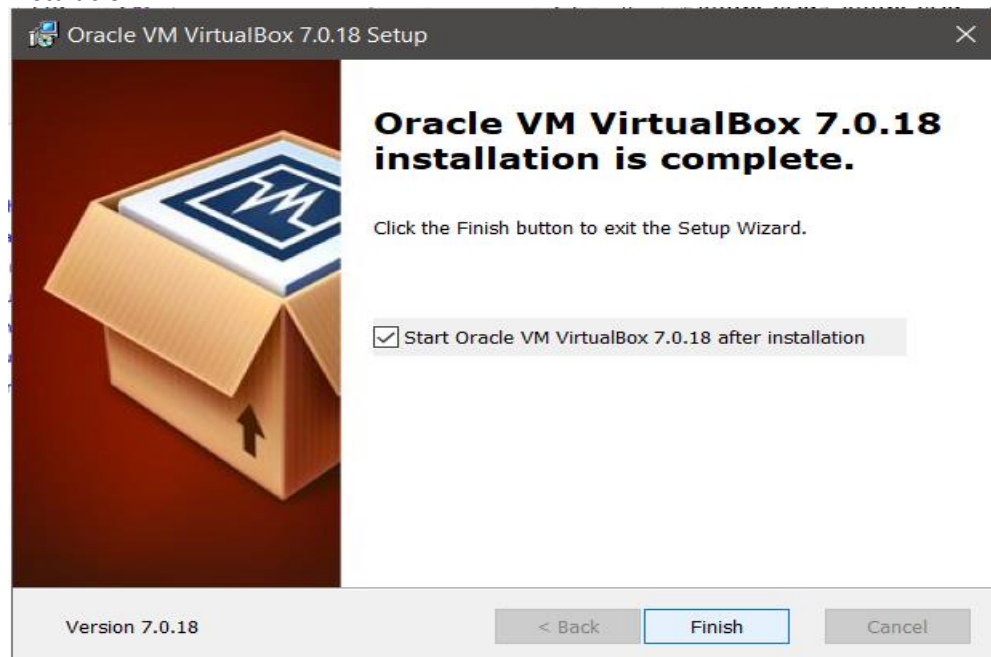 Oracle VM VirtualBox 7.0.18 Setup
Oracle VM VirtualBox 7.0.18
installation is complete.
Click the Finish button to exit the Setup Wizard.
Start Oracle VM VirtualBox 7.0.18 after installation
Version 7.0.18
< Back
Finish
Cancel